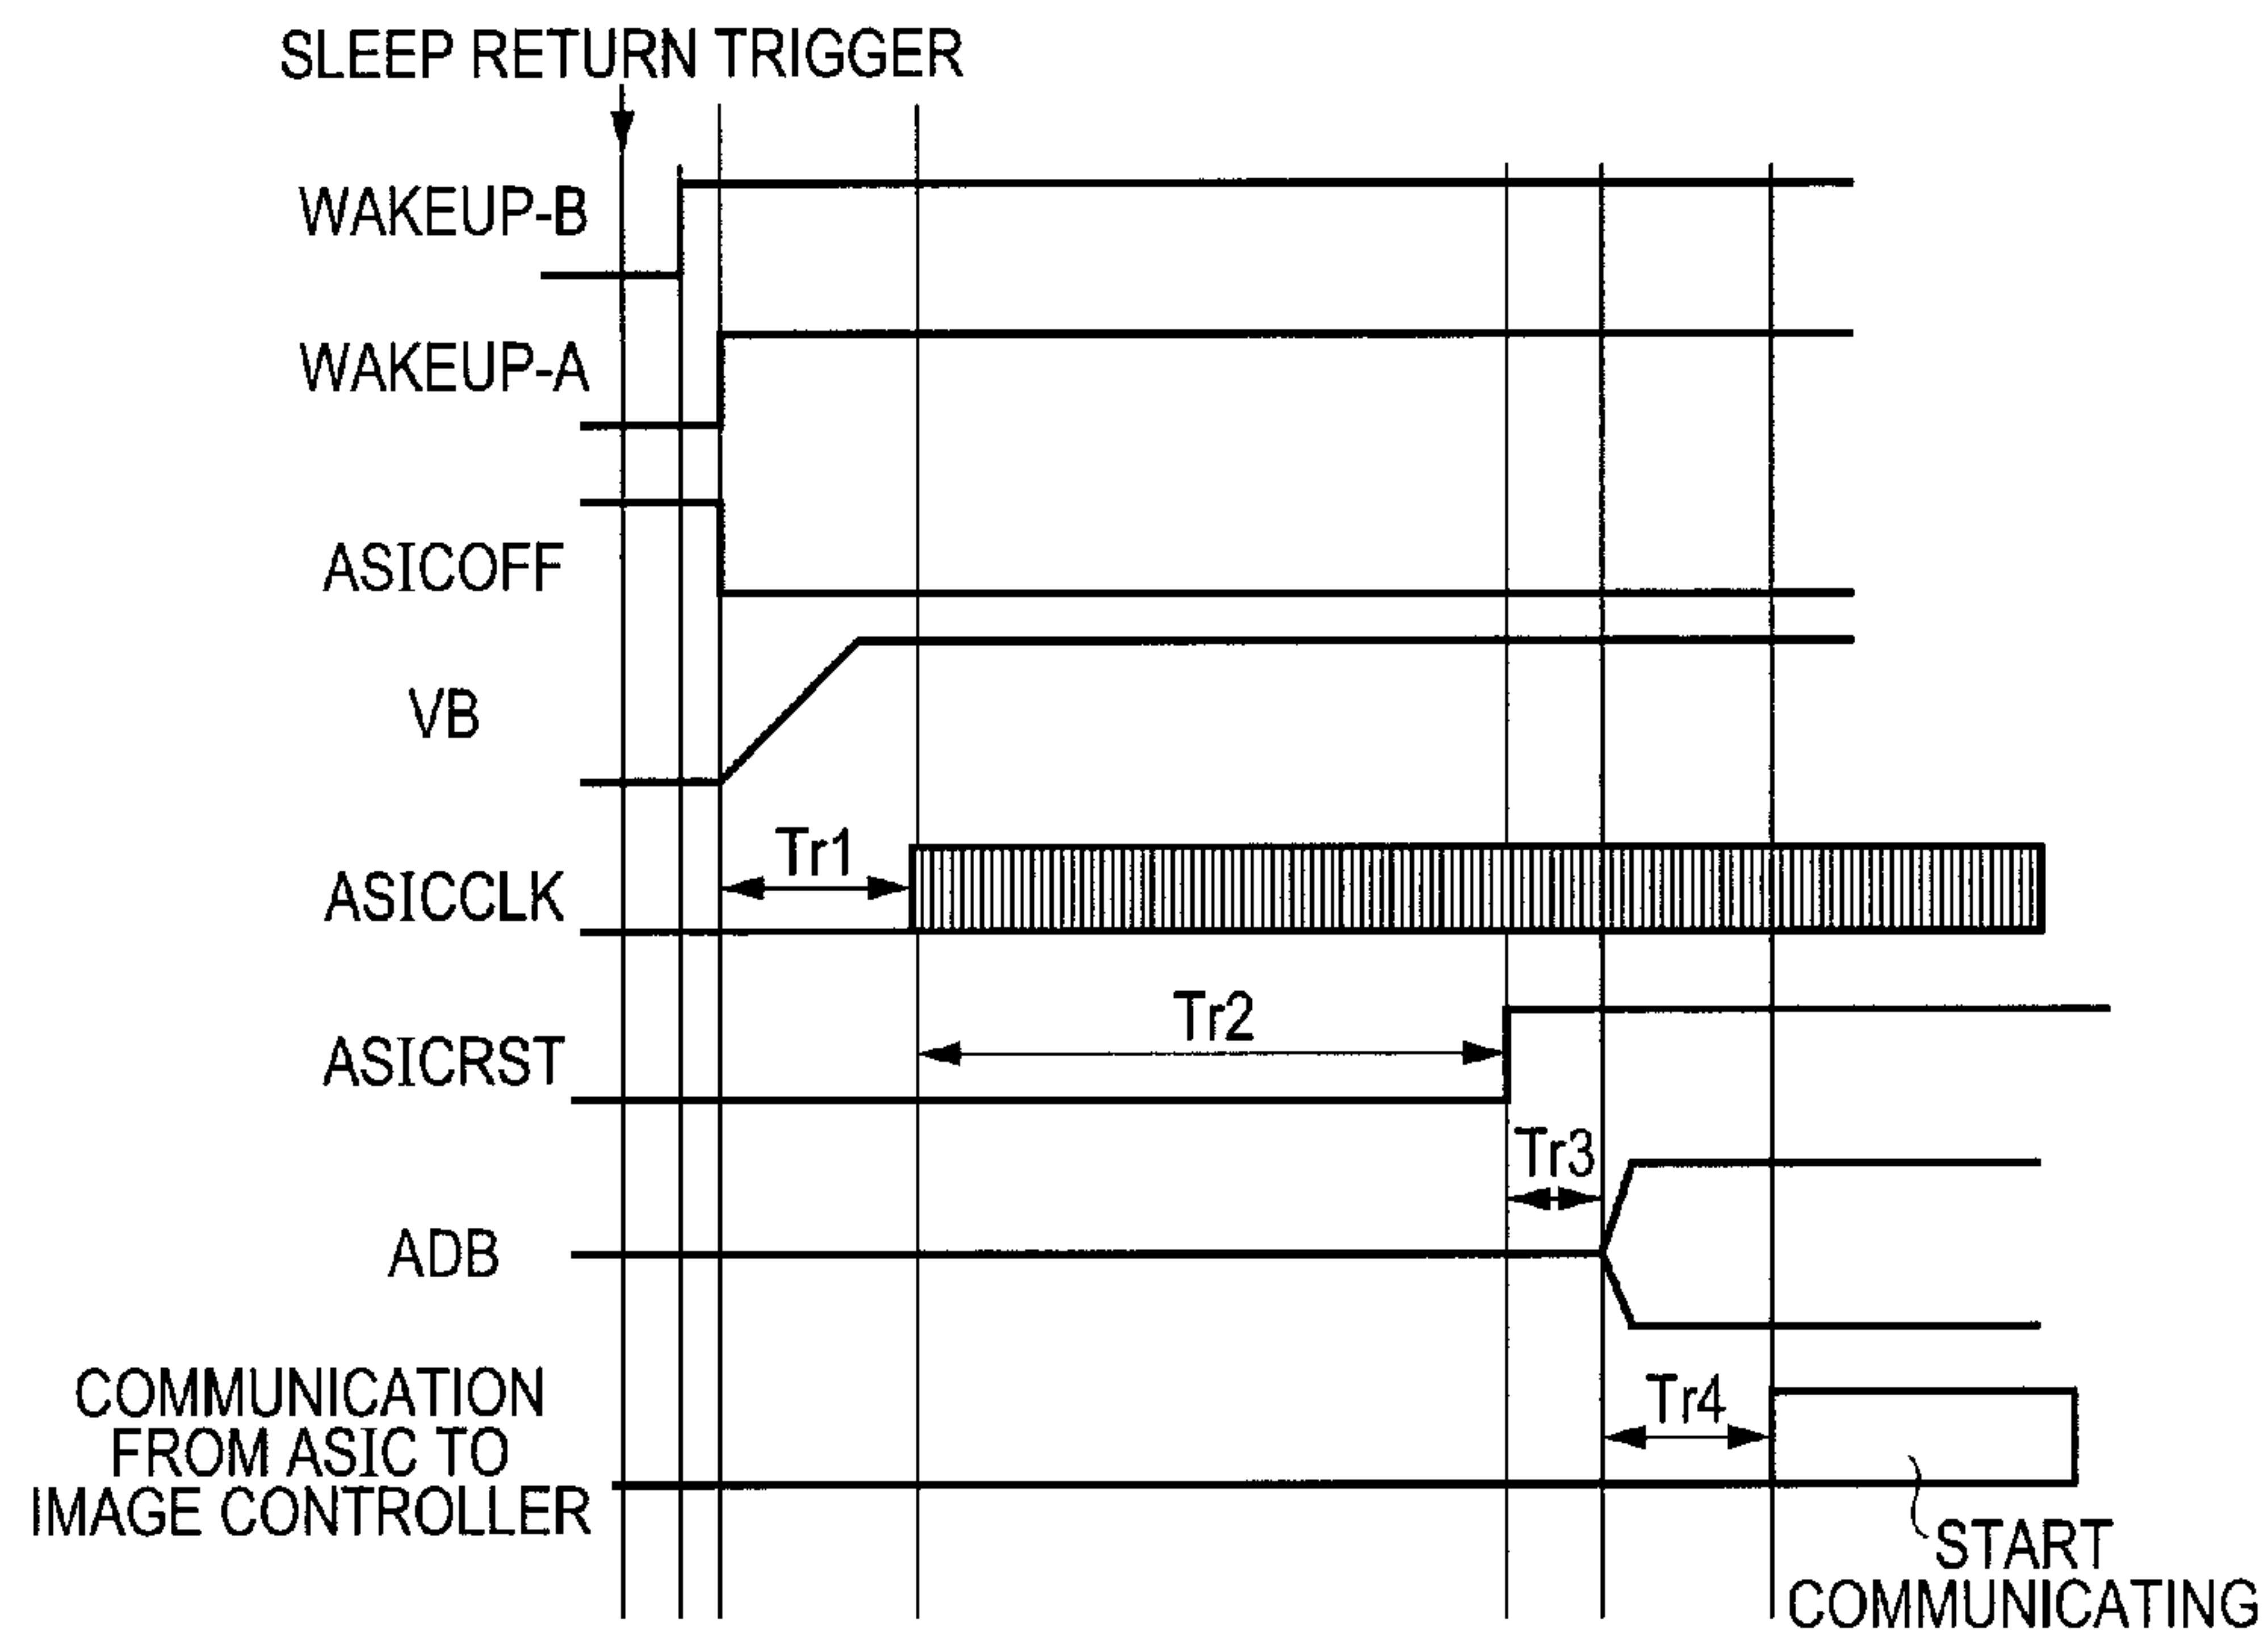 SLEEP RETURN TRIGGER
WAKEUP-B
WAKEUP-A
ASICOFF
VB
Tr1
ASICCLK
Tr2
ASICRST
Tr3
ADB
COMMUNICATION
FROM ASIC TO
IMAGE CONTROLLER
Tr4
START
COMMUNICATING